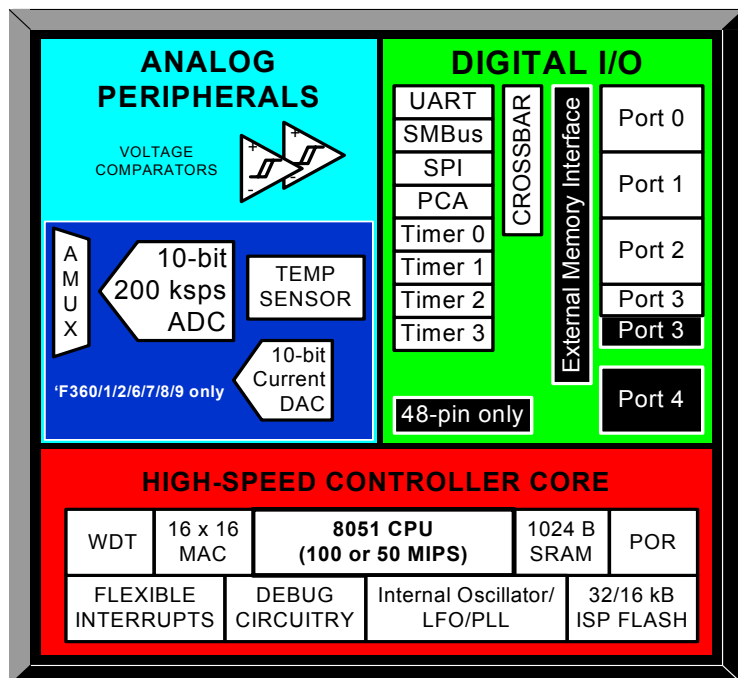 ANALOG
PERIPHERALS
VOLTAGE
COMPARATORS
+
-
+
-
A
M
U
X
10-bit
200 ksps
ADC
TEMP
SENSOR
10-bit
Current
DAC
‘F360/1/2/6/7/8/9 only
DIGITAL I/O
UART
SMBus
SPI
PCA
Timer 0
Timer 1
Timer 2
Timer 3
CROSSBAR
External Memory Interface
Port 0
Port 1
Port 2
Port 3
Port 3
Port 4
48-pin only
HIGH-SPEED CONTROLLER CORE
WDT
16 x 16
MAC
8051 CPU
(100 or 50 MIPS)
1024 B
SRAM
POR
FLEXIBLE
INTERRUPTS
DEBUG
CIRCUITRY
Internal Oscillator/
LFO/PLL
32/16 kB
ISP FLASH